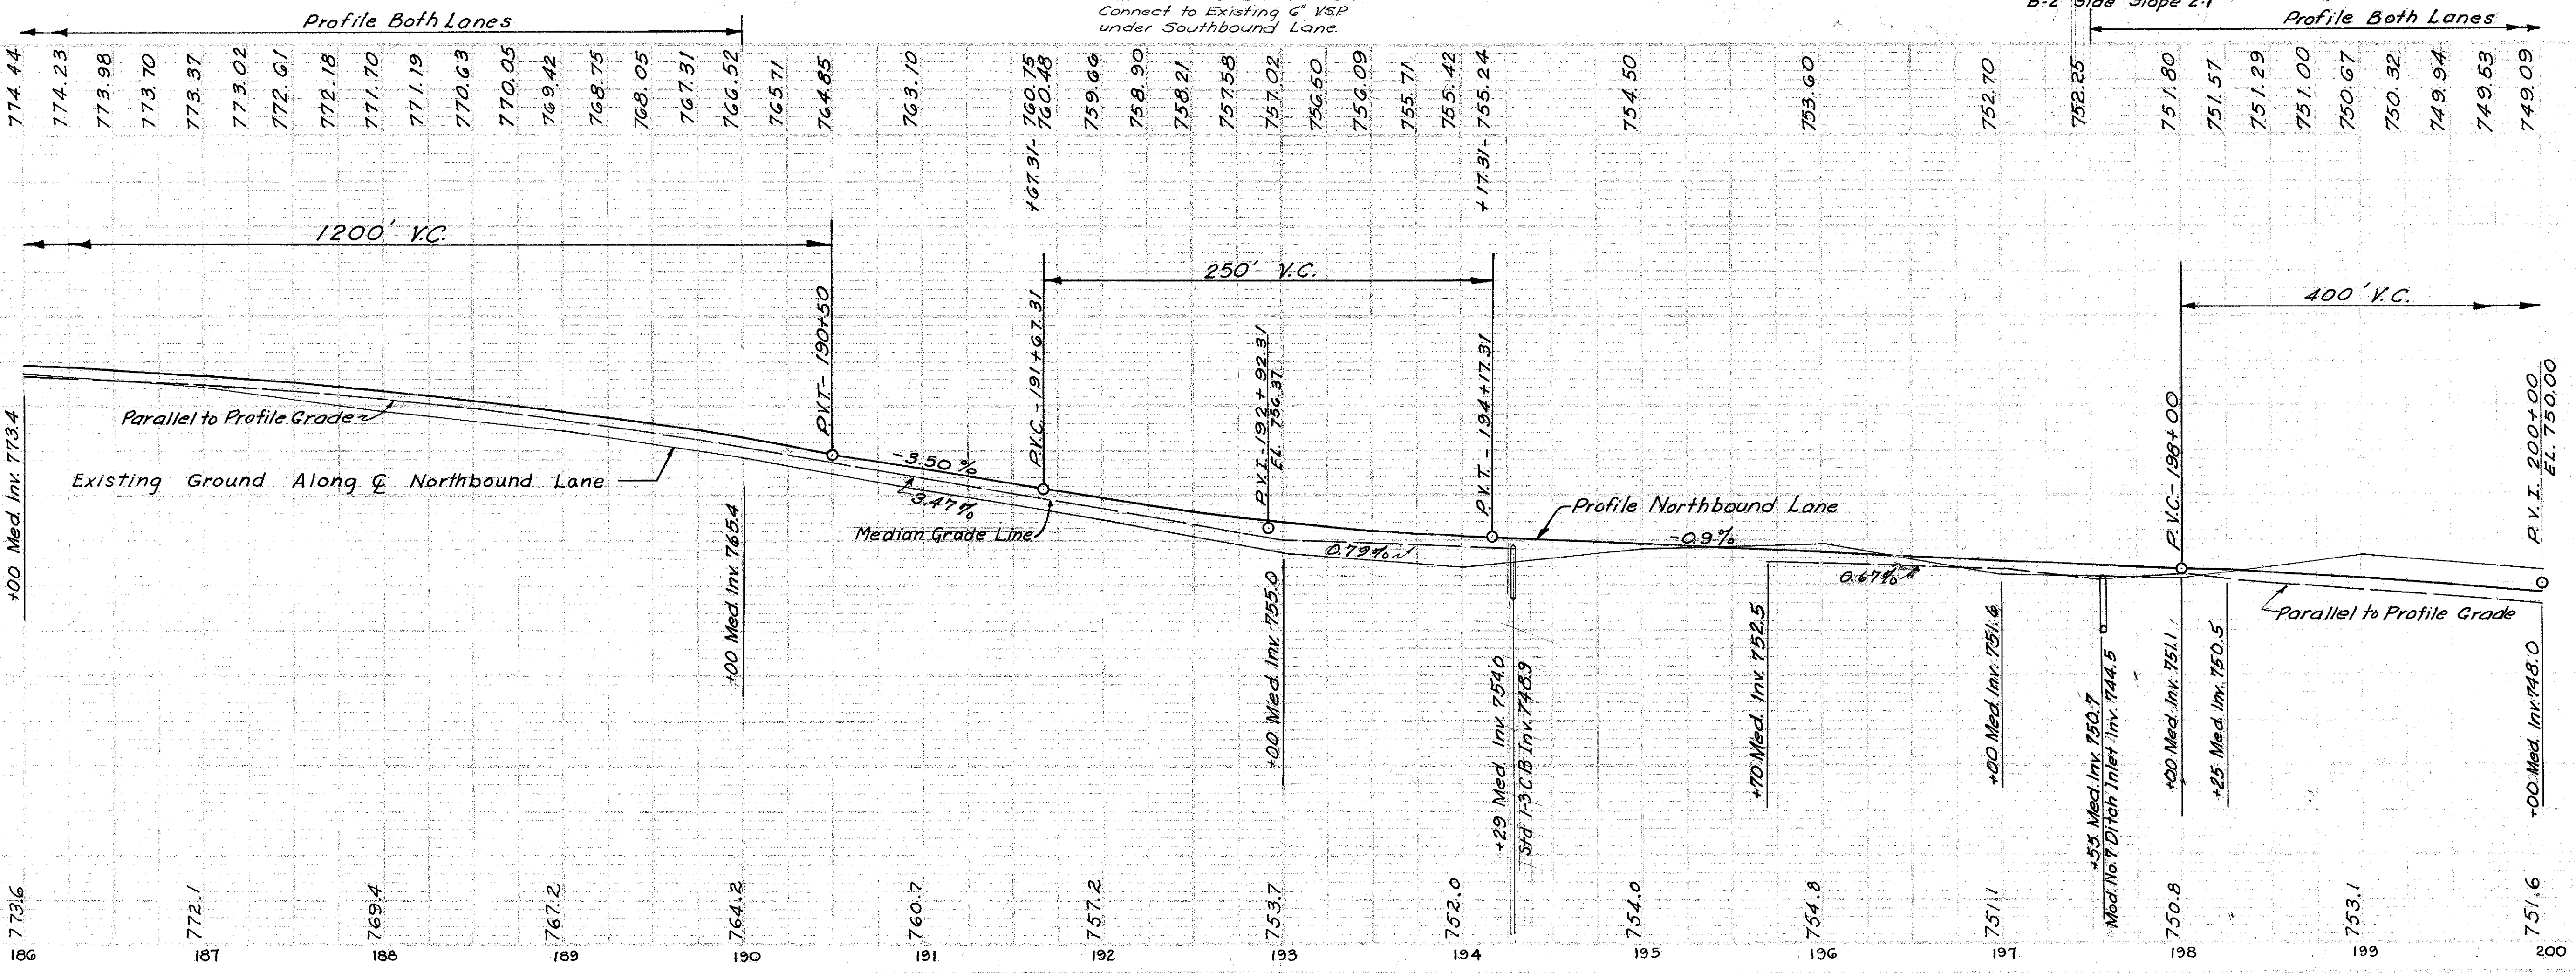 Profile Both Lanes
Connect to Existing 6" V.S.P.
under Southbound Lane.
B-2 Side Slope 2:1
Profile Both Lanes
774.44
774.23
773.98
773.70
773.37
773.02
772.61
772.18
771.70
771.19
770.63
770.05
769.42
768.75
768.05
767.31
766.52
765.71
764.85
763.10
+67.31- 760.75
760.48
759.66
758.90
758.21
757.58
757.02
756.50
756.09
755.71
755.42
+17.31- 755.24
754.50
753.60
752.70
752.25
751.80
751.57
751.29
751.00
750.67
750.32
749.94
749.53
749.09
1200' V.C.
250' V.C.
400' V.C.
P.V.T.- 190+50
P.V.C.- 191+67.31
P.V.I.- 192+92.31
EL. 756.37
P.V.T. - 194+17.31
P.V.C.- 198+00
P.V.I. 200+00
EL. 750.00
Parallel to Profile Grade
Existing Ground Along ℄ Northbound Lane
-3.50%
3.47%
Median Grade Line
0.79%
Profile Northbound Lane
-0.9%
0.67%
Parallel to Profile Grade
+00 Med. Inv. 773.4
+00 Med. Inv. 765.4
+00 Med. Inv. 755.0
+29 Med. Inv. 754.0
Std 1-3 C B Inv. 748.9
+70 Med. Inv. 752.5
+00 Med. Inv. 751.6
+55 Med. Inv. 750.7
Mod. No. 7 Ditch Inlet Inv. 744.5
+00 Med. Inv. 751.1
+25 Med. Inv. 750.5
+00 Med. Inv. 748.0
773.6
772.1
769.4
767.2
764.2
760.7
757.2
753.7
752.0
754.0
754.8
751.1
750.8
753.1
751.6
186
187
188
189
190
191
192
193
194
195
196
197
198
199
200